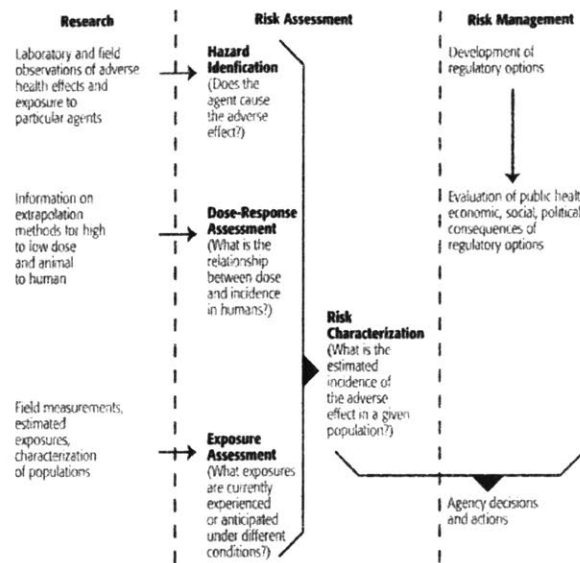 Research
Laboratory and field
observations of adverse
health effects and
exposure to
particular agents
Information on
extrapolation
methods for high
to low dose
and animal
to human
Field measurements,
estimated
exposures,
characterization
of populations
Risk Assessment
Hazard
Idenfication
(Does the
agent cause
the adverse
effect?)
Dose-Response
Assessment
(What is the
relationship
between dose
and incidence
in humans?)
Exposure
Assessment
(What exposures
are currently
experienced
or anticipated
under different
conditions?)
Risk
Characterization
(What is the
estimated
incidence of
the adverse
effect in a given
population?)
Risk Management
Development of
regulatory options
Evaluation of public healt
economic, social, political
consequences of
regulatory options
Agency decisions
and actions